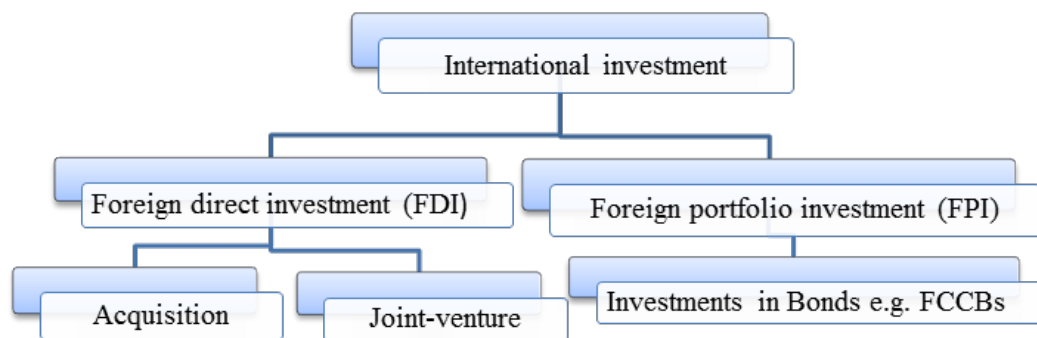 International investment
Foreign direct investment (FDI)
Foreign portfolio investment (FPI)
Acquisition
Joint-venture
Investments in Bonds e.g. FCCBs